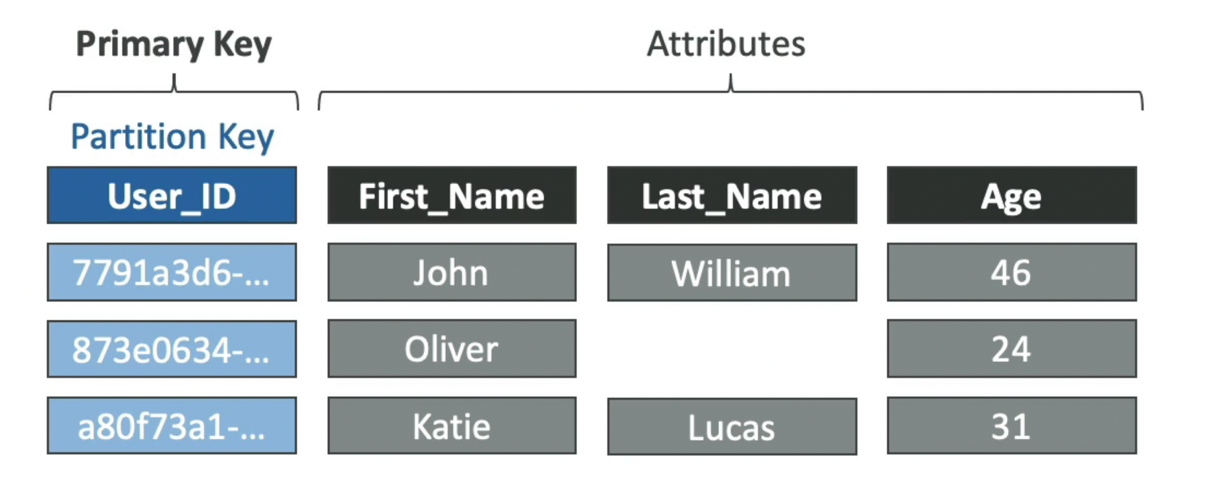 Primary Key Attributes
Partition Key
User_ID First_Name Last_Name Age
7791a3d6-... John William 46
873e0634-... Oliver 24
a80f73a1-... Katie Lucas 31